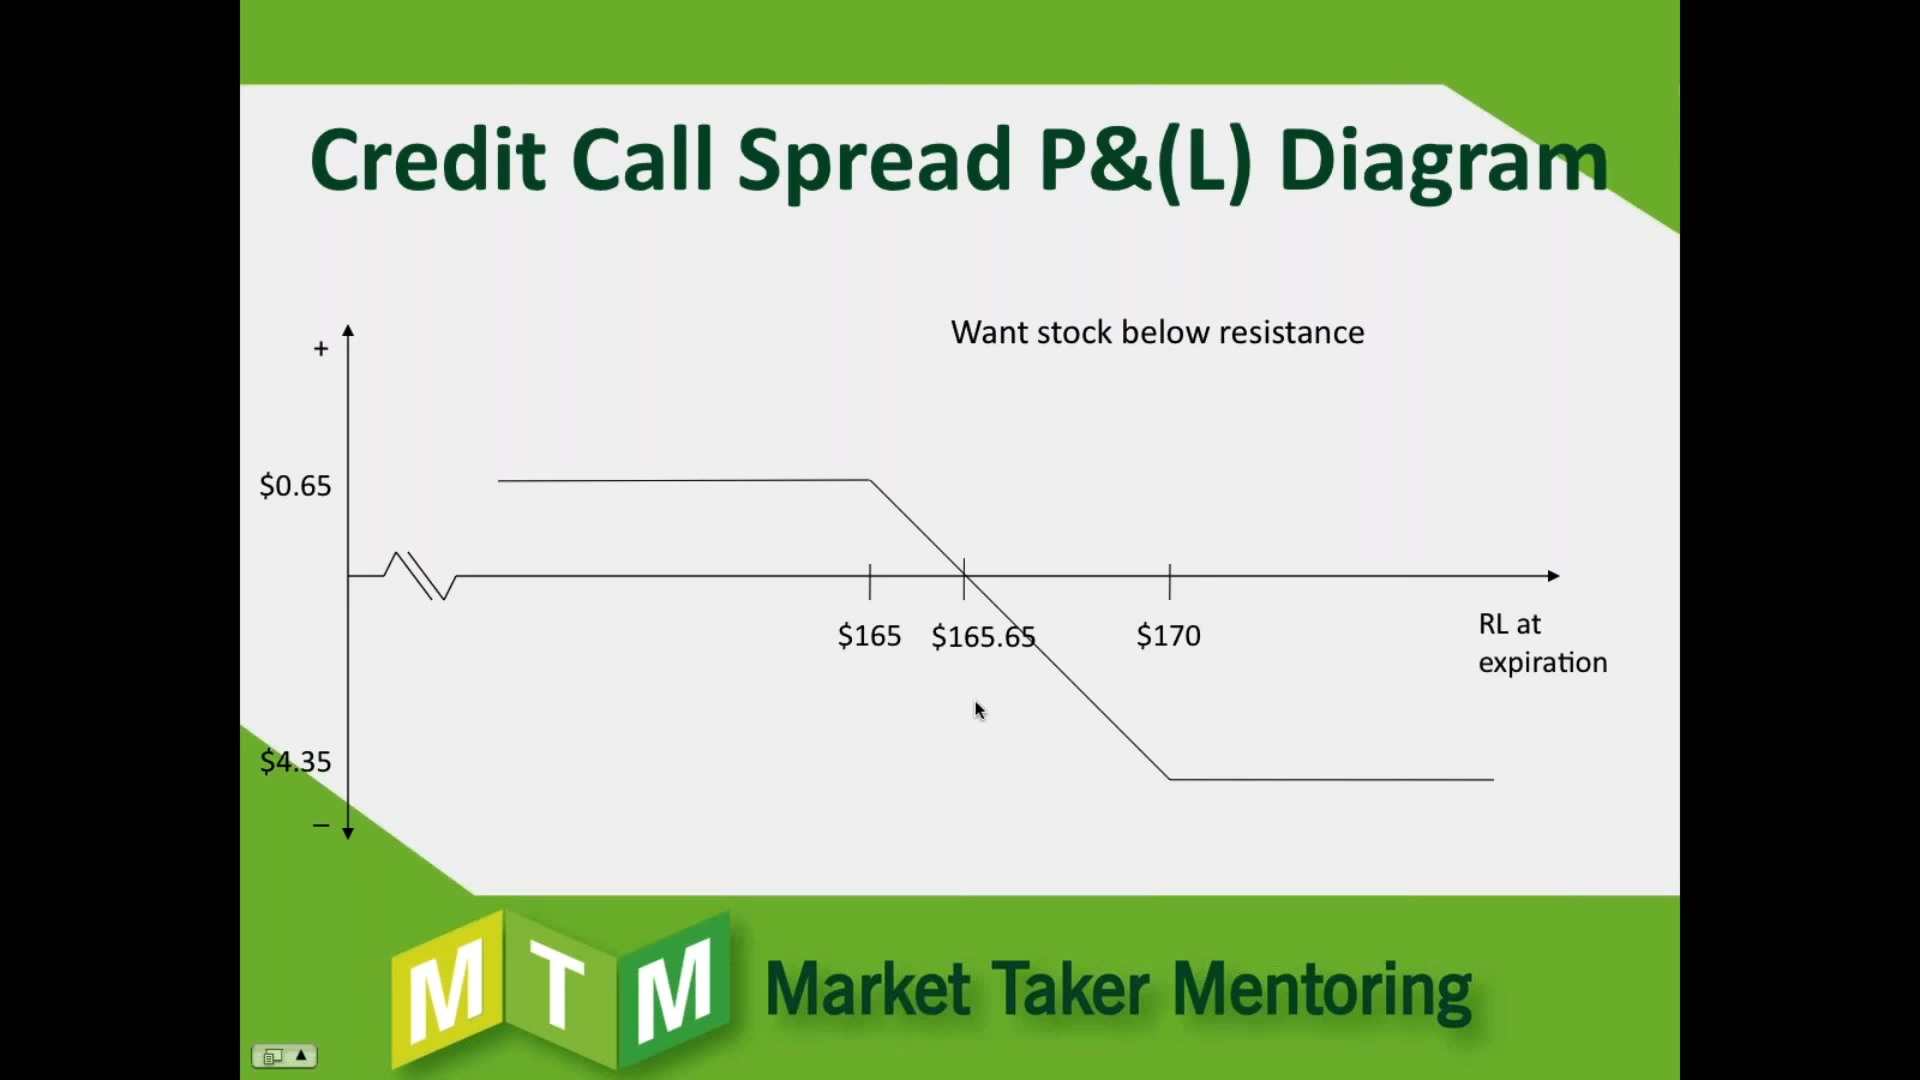 Credit Call Spread P&(L) Diagram
Want stock below resistance
+
$0.65
$165
$165.65
$170
RL at
expiration
$4.35
–
MTM Market Taker Mentoring